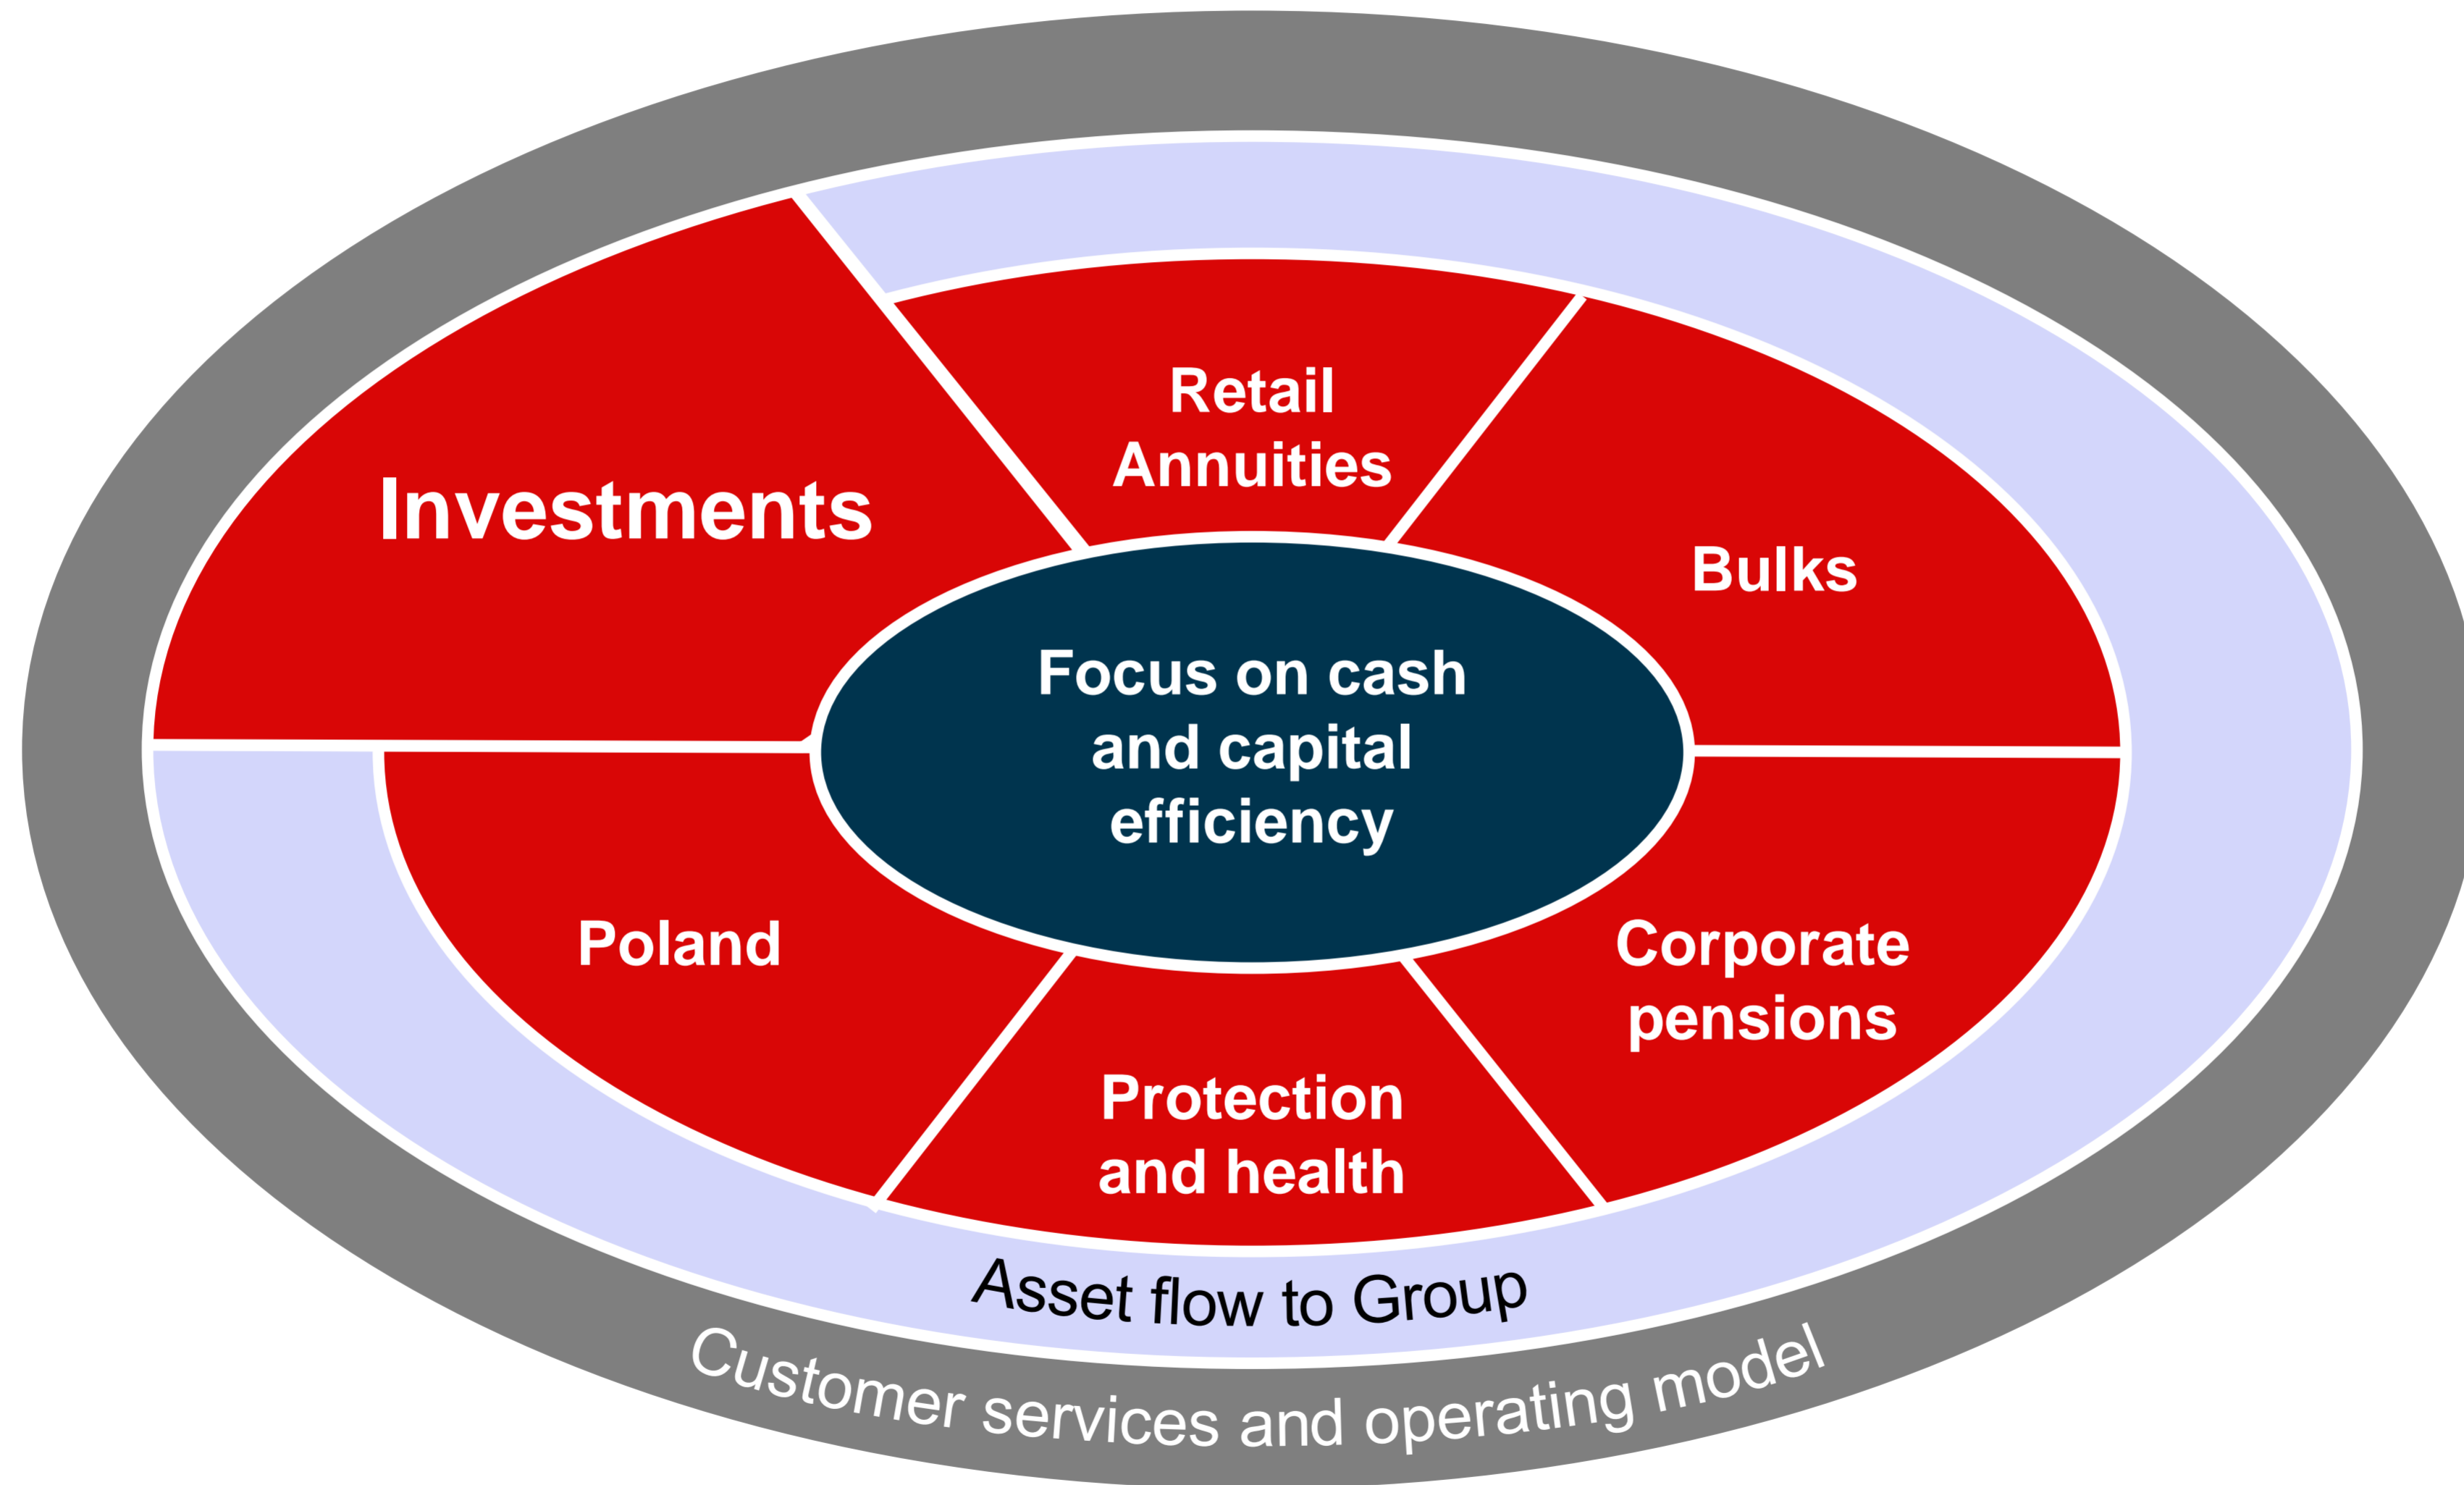 Retail
Annuities
Investments
Bulks
Focus on cash
and capital
efficiency
Poland
Corporate
pensions
Protection
and health
Asset flow to Group
Customer services and operating model